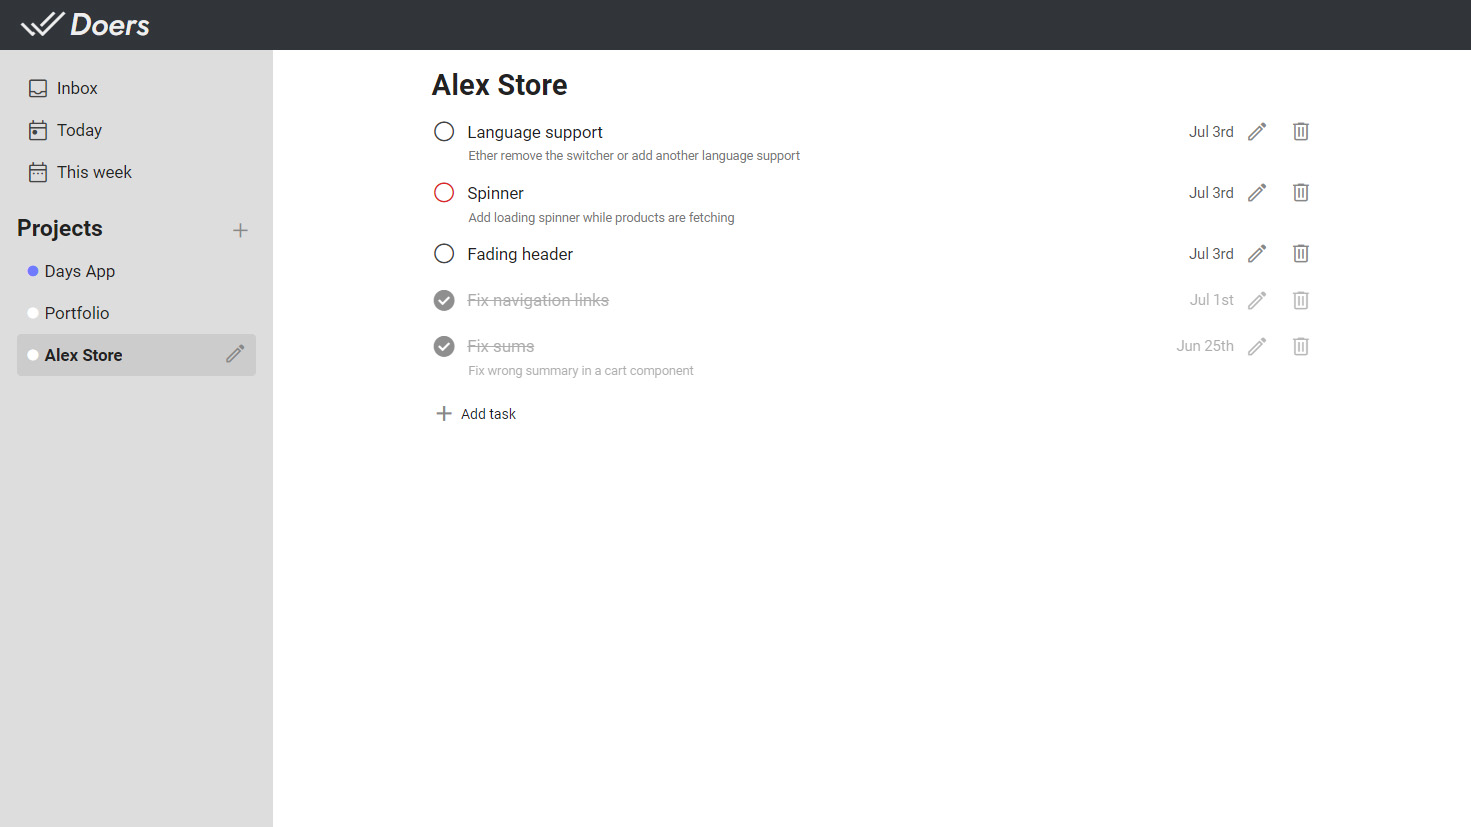 Doers
Inbox
Today
This week
Projects
Days App
Portfolio
Alex Store
Alex Store
Language support Jul 3rd
Ether remove the switcher or add another language support
Spinner Jul 3rd
Add loading spinner while products are fetching
Fading header Jul 3rd
Fix navigation links Jul 1st
Fix sums Jun 25th
Fix wrong summary in a cart component
Add task